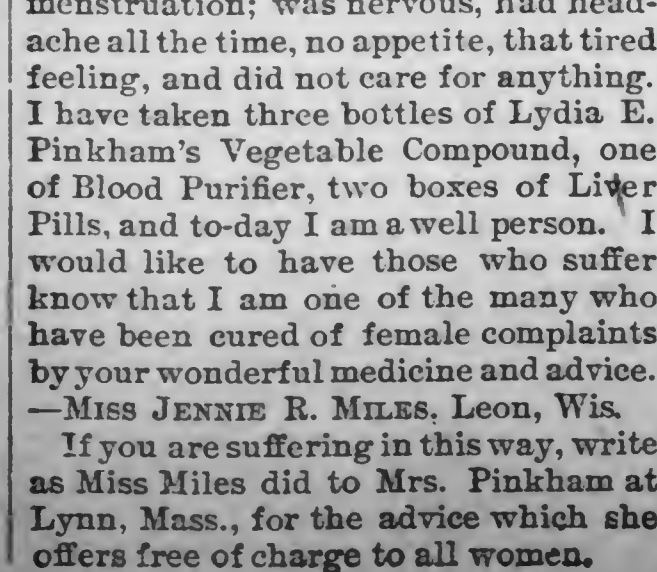 menstruation; was nervous, had head-
ache all the time, no appetite, that tired
feeling, and did not care for anything.
I have taken three bottles of Lydia E.
Pinkham's Vegetable Compound, one
of Blood Purifier, two boxes of Liver
Pills, and to-day I am a well person. I
would like to have those who suffer
know that I am one of the many who
have been cured of female complaints
by your wonderful medicine and advice.
—MISS JENNIE R. MILES, Leon, Wis.
If you are suffering in this way, write
as Miss Miles did to Mrs. Pinkham at
Lynn, Mass., for the advice which she
offers free of charge to all women.